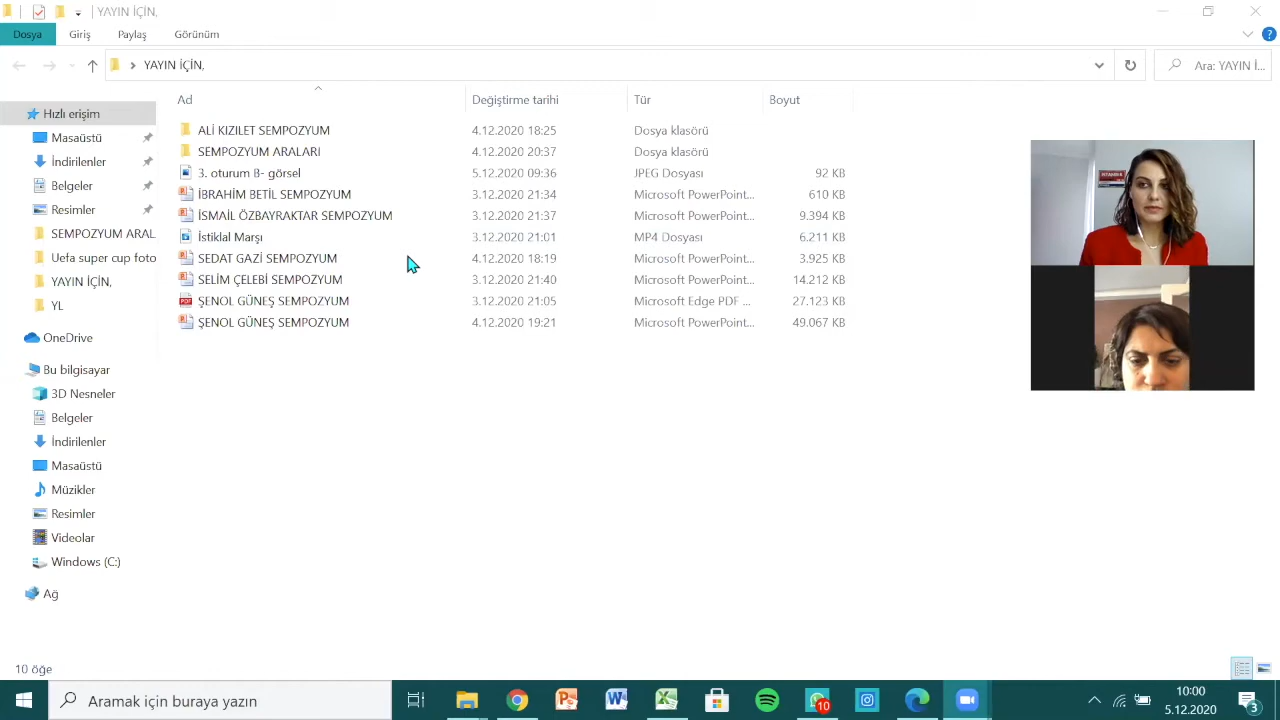 YAYIN İÇİN,
Dosya Giriş Paylaş Görünüm
YAYIN İÇİN, Ara: YAYIN İ...
Ad Değiştirme tarihi Tür Boyut
ALİ KIZILET SEMPOZYUM 4.12.2020 18:25 Dosya klasörü
SEMPOZYUM ARALARI 4.12.2020 20:37 Dosya klasörü
3. oturum B- görsel 5.12.2020 09:36 JPEG Dosyası 92 KB
İBRAHİM BETİL SEMPOZYUM 3.12.2020 21:34 Microsoft PowerPoint... 610 KB
İSMAİL ÖZBAYRAKTAR SEMPOZYUM 3.12.2020 21:37 Microsoft PowerPoint... 9.394 KB
İstiklal Marşı 3.12.2020 21:01 MP4 Dosyası 6.211 KB
SEDAT GAZİ SEMPOZYUM 4.12.2020 18:19 Microsoft PowerPoint... 3.925 KB
SELİM ÇELEBİ SEMPOZYUM 3.12.2020 21:40 Microsoft PowerPoint... 14.212 KB
ŞENOL GÜNEŞ SEMPOZYUM 3.12.2020 21:05 Microsoft Edge PDF ... 27.123 KB
ŞENOL GÜNEŞ SEMPOZYUM 4.12.2020 19:21 Microsoft PowerPoint... 49.067 KB
Hızlı erişim
Masaüstü
İndirilenler
Belgeler
Resimler
SEMPOZYUM ARAL
Uefa super cup foto
YAYIN İÇİN,
YL
OneDrive
Bu bilgisayar
3D Nesneler
Belgeler
İndirilenler
Masaüstü
Müzikler
Resimler
Videolar
Windows (C:)
Ağ
10 öğe
Aramak için buraya yazın
10
10:00
5.12.2020
3